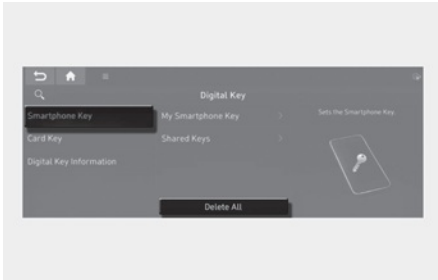 Digital Key
Smartphone Key
My Smartphone Key
Sets the Smartphone Key.
Card Key
Shared Keys
Digital Key Information
Delete All